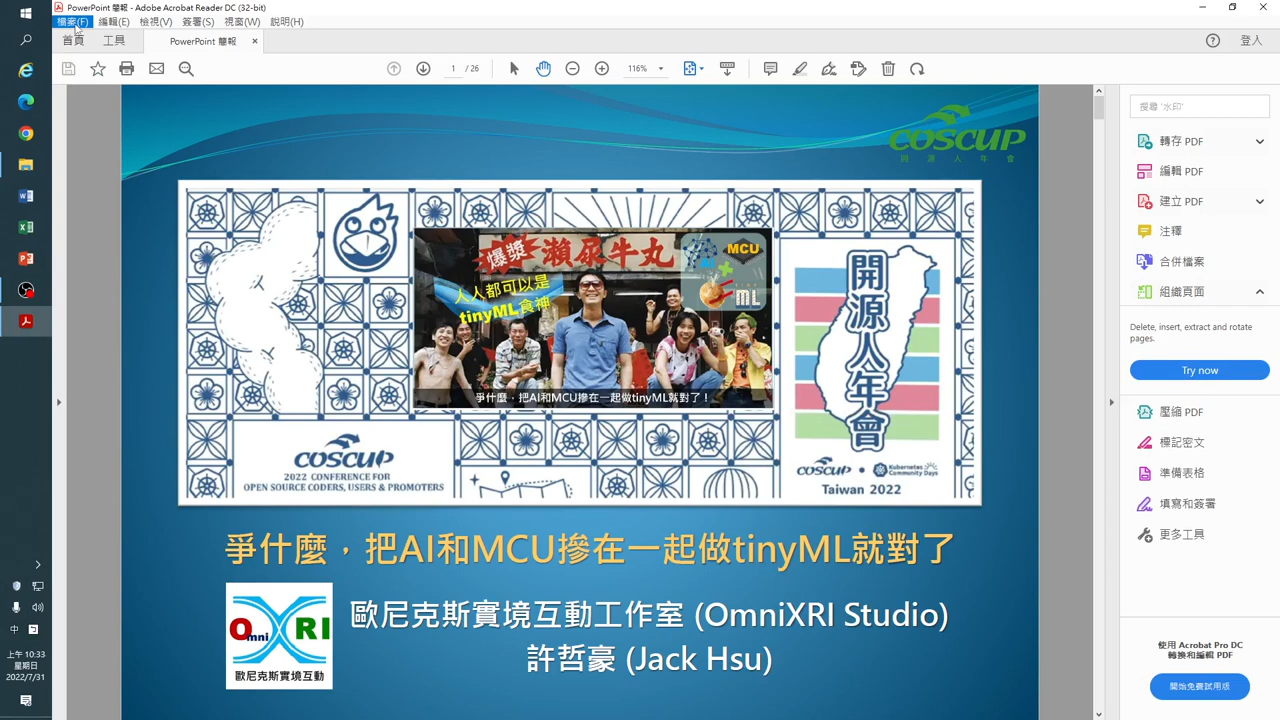 PowerPoint 簡報 - Adobe Acrobat Reader DC (32-bit)
檔案(F) 編輯(E) 檢視(V) 簽署(S) 視窗(W) 說明(H)
首頁 工具 PowerPoint 簡報 × 登入
1 / 26 116%
搜尋 '水印'
轉存 PDF
編輯 PDF
建立 PDF
注釋
合併檔案
組織頁面
Delete, insert, extract and rotate
pages.
Try now
壓縮 PDF
標記密文
準備表格
填寫和簽署
更多工具
使用 Acrobat Pro DC
轉換和編輯 PDF
開始免費試用版
COSCUP
開源人年會
爆漿 瀨尿牛丸
MCU
AI
+
ML
人人都可以是
tinyML食神
爭什麼，把AI和MCU摻在一起做tinyML就對了！
開源人年會
COSCUP
2022 CONFERENCE FOR
OPEN SOURCE CODERS, USERS & PROMOTERS
COSCUP • Kubernetes Community Days
Taiwan 2022
爭什麼，把AI和MCU摻在一起做tinyML就對了
Omni XRI
歐尼克斯實境互動
歐尼克斯實境互動工作室 (OmniXRI Studio)
許哲豪 (Jack Hsu)
中
上午 10:33
星期日
2022/7/31